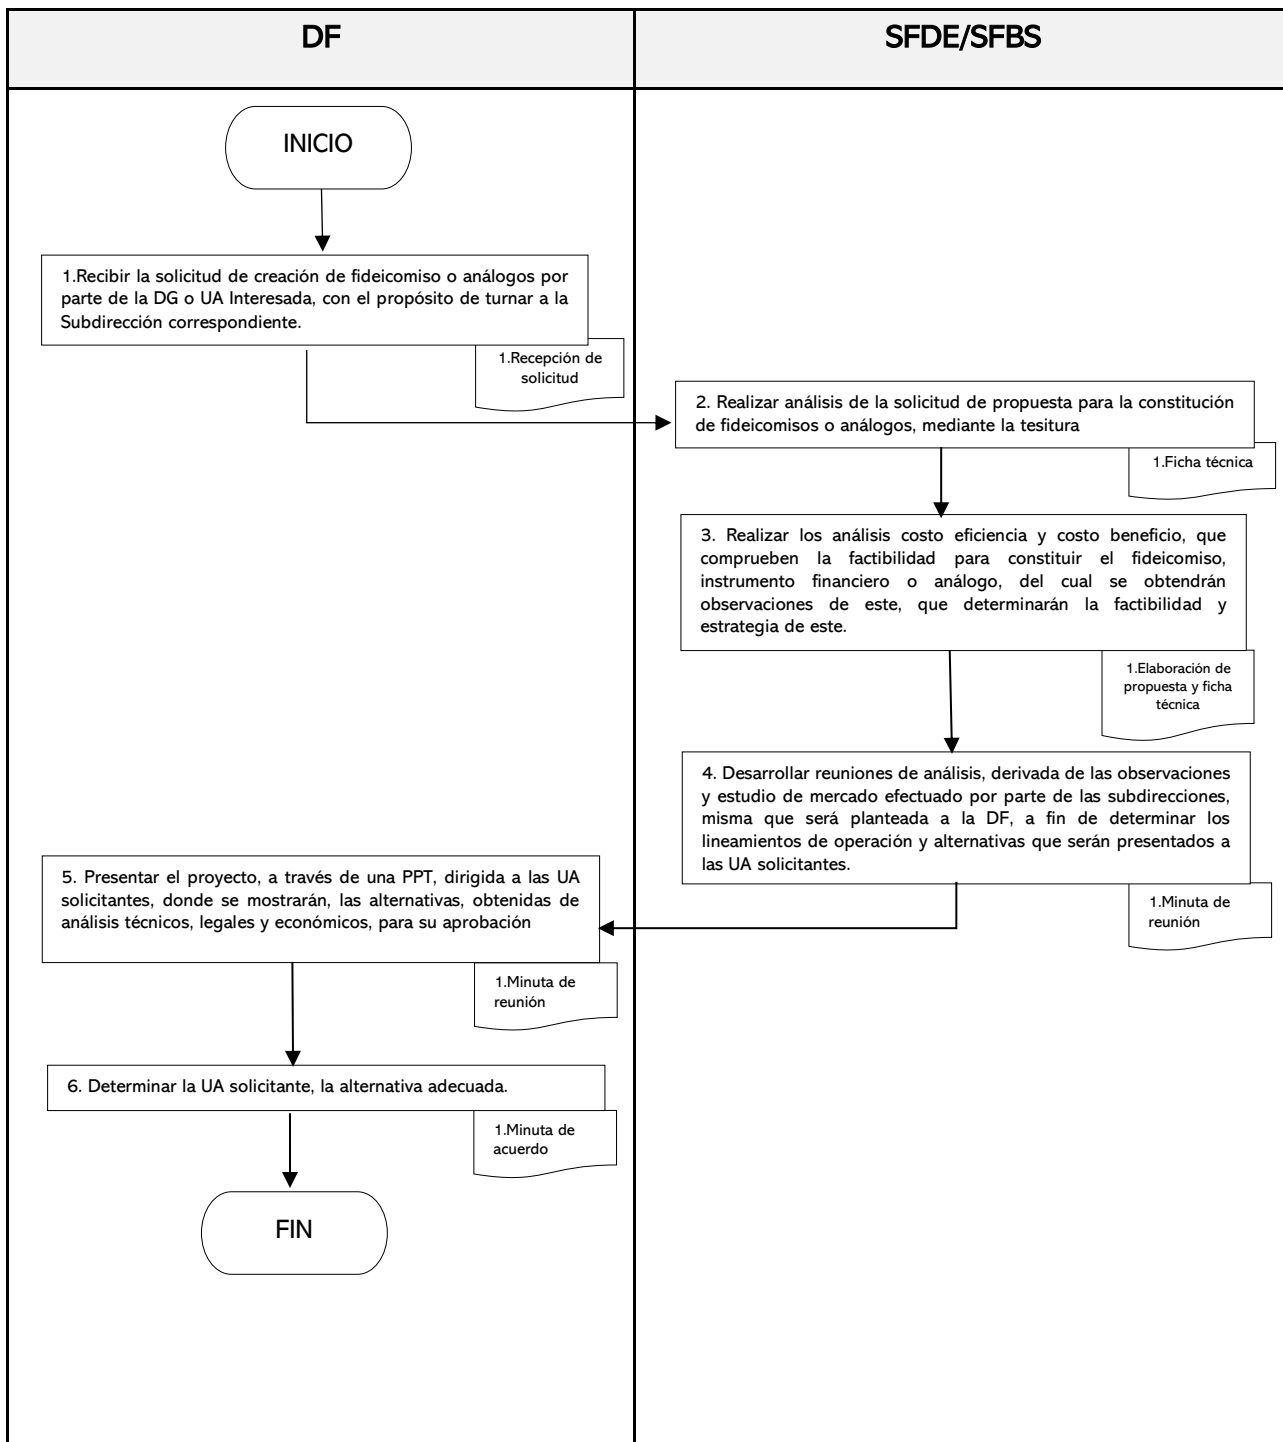 DF
SFDE/SFBS
INICIO
1.Recibir la solicitud de creación de fideicomiso o análogos por
parte de la DG o UA Interesada, con el propósito de turnar a la
Subdirección correspondiente.
1.Recepción de
solicitud
2. Realizar análisis de la solicitud de propuesta para la constitución
de fideicomisos o análogos, mediante la tesitura
1.Ficha técnica
3. Realizar los análisis costo eficiencia y costo beneficio, que
comprueben la factibilidad para constituir el fideicomiso,
instrumento financiero o análogo, del cual se obtendrán
observaciones de este, que determinarán la factibilidad y
estrategia de este.
1.Elaboración de
propuesta y ficha
técnica
4. Desarrollar reuniones de análisis, derivada de las observaciones
y estudio de mercado efectuado por parte de las subdirecciones,
misma que será planteada a la DF, a fin de determinar los
lineamientos de operación y alternativas que serán presentados a
las UA solicitantes.
1.Minuta de
reunión
5. Presentar el proyecto, a través de una PPT, dirigida a las UA
solicitantes, donde se mostrarán, las alternativas, obtenidas de
análisis técnicos, legales y económicos, para su aprobación
1.Minuta de
reunión
6. Determinar la UA solicitante, la alternativa adecuada.
1.Minuta de
acuerdo
FIN